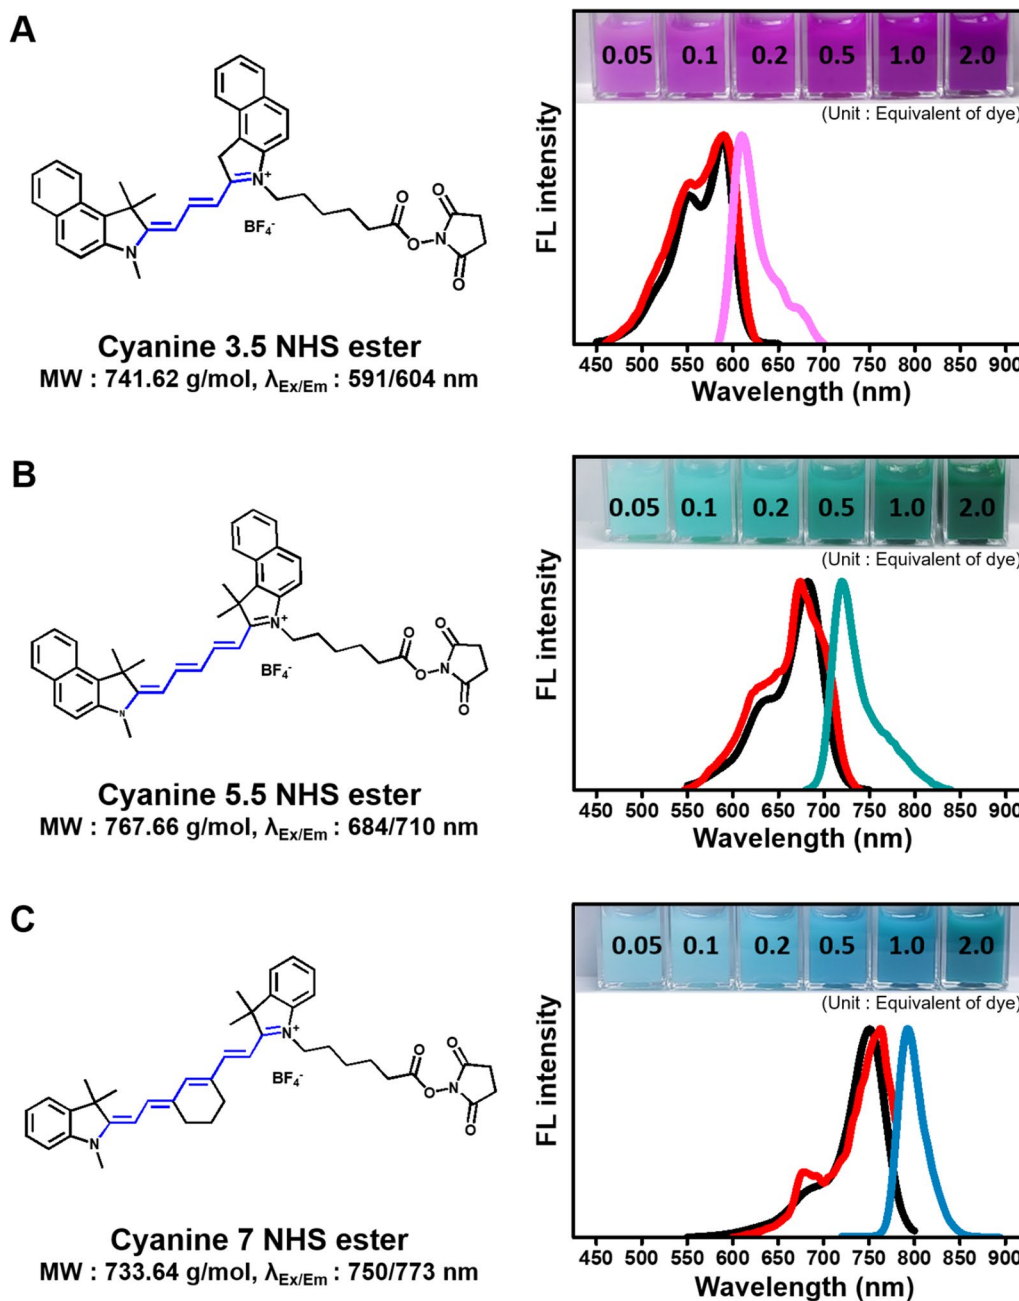 A
BF4-
N+
N
O
O
O
N
O
Cyanine 3.5 NHS ester
MW : 741.62 g/mol, λEx/Em : 591/604 nm
0.05 0.1 0.2 0.5 1.0 2.0
(Unit : Equivalent of dye)
FL intensity
450 500 550 600 650 700 750 800 850 900
Wavelength (nm)
B
N+
BF4-
N
O
O
O
N
O
Cyanine 5.5 NHS ester
MW : 767.66 g/mol, λEx/Em : 684/710 nm
0.05 0.1 0.2 0.5 1.0 2.0
(Unit : Equivalent of dye)
FL intensity
450 500 550 600 650 700 750 800 850 900
Wavelength (nm)
C
N+
BF4-
N
O
O
O
N
O
Cyanine 7 NHS ester
MW : 733.64 g/mol, λEx/Em : 750/773 nm
0.05 0.1 0.2 0.5 1.0 2.0
(Unit : Equivalent of dye)
FL intensity
450 500 550 600 650 700 750 800 850 900
Wavelength (nm)